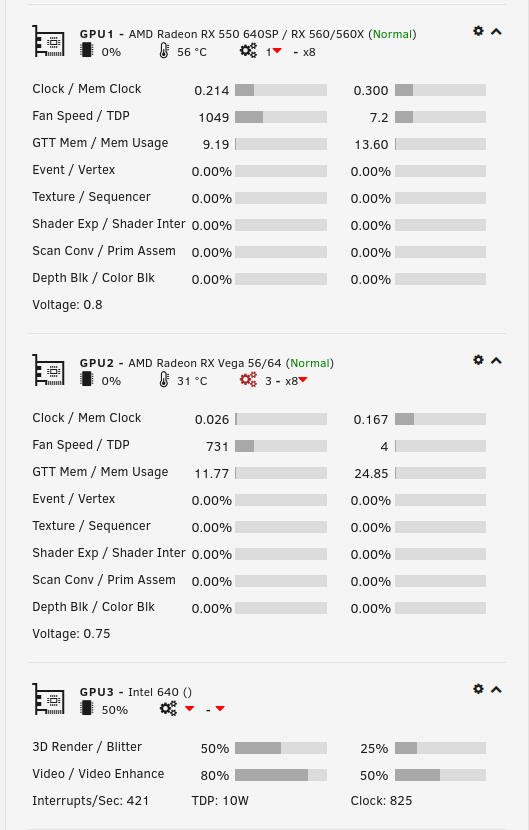 GPU1 - AMD Radeon RX 550 640SP / RX 560/560X (Normal)
0% 56 °C 1 - x8
Clock / Mem Clock 0.214 0.300
Fan Speed / TDP 1049 7.2
GTT Mem / Mem Usage 9.19 13.60
Event / Vertex 0.00% 0.00%
Texture / Sequencer 0.00% 0.00%
Shader Exp / Shader Inter 0.00% 0.00%
Scan Conv / Prim Assem 0.00% 0.00%
Depth Blk / Color Blk 0.00% 0.00%
Voltage: 0.8
GPU2 - AMD Radeon RX Vega 56/64 (Normal)
0% 31 °C 3 - x8
Clock / Mem Clock 0.026 0.167
Fan Speed / TDP 731 4
GTT Mem / Mem Usage 11.77 24.85
Event / Vertex 0.00% 0.00%
Texture / Sequencer 0.00% 0.00%
Shader Exp / Shader Inter 0.00% 0.00%
Scan Conv / Prim Assem 0.00% 0.00%
Depth Blk / Color Blk 0.00% 0.00%
Voltage: 0.75
GPU3 - Intel 640 ()
50% -
3D Render / Blitter 50% 25%
Video / Video Enhance 80% 50%
Interrupts/Sec: 421 TDP: 10W Clock: 825